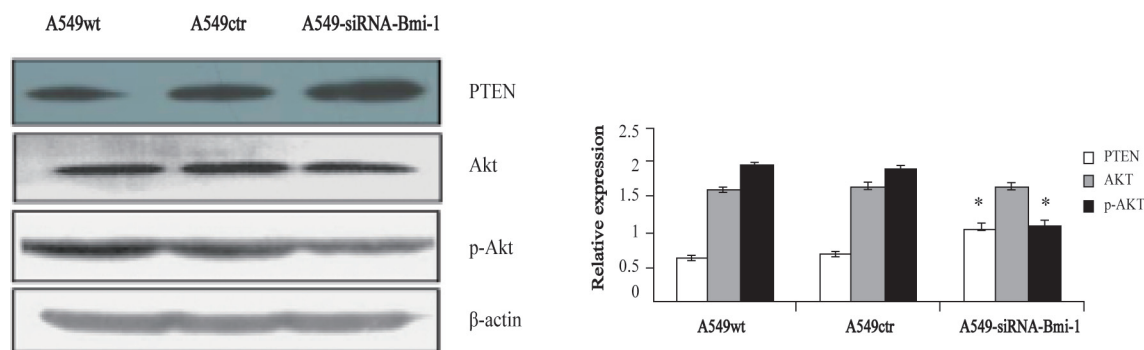 A549wt A549ctr A549-siRNA-Bmi-1
PTEN
Akt
p-Akt
β-actin
Relative expression
2.5
2
1.5
1
0.5
0
* *
A549wt A549ctr A549-siRNA-Bmi-1
PTEN
AKT
p-AKT